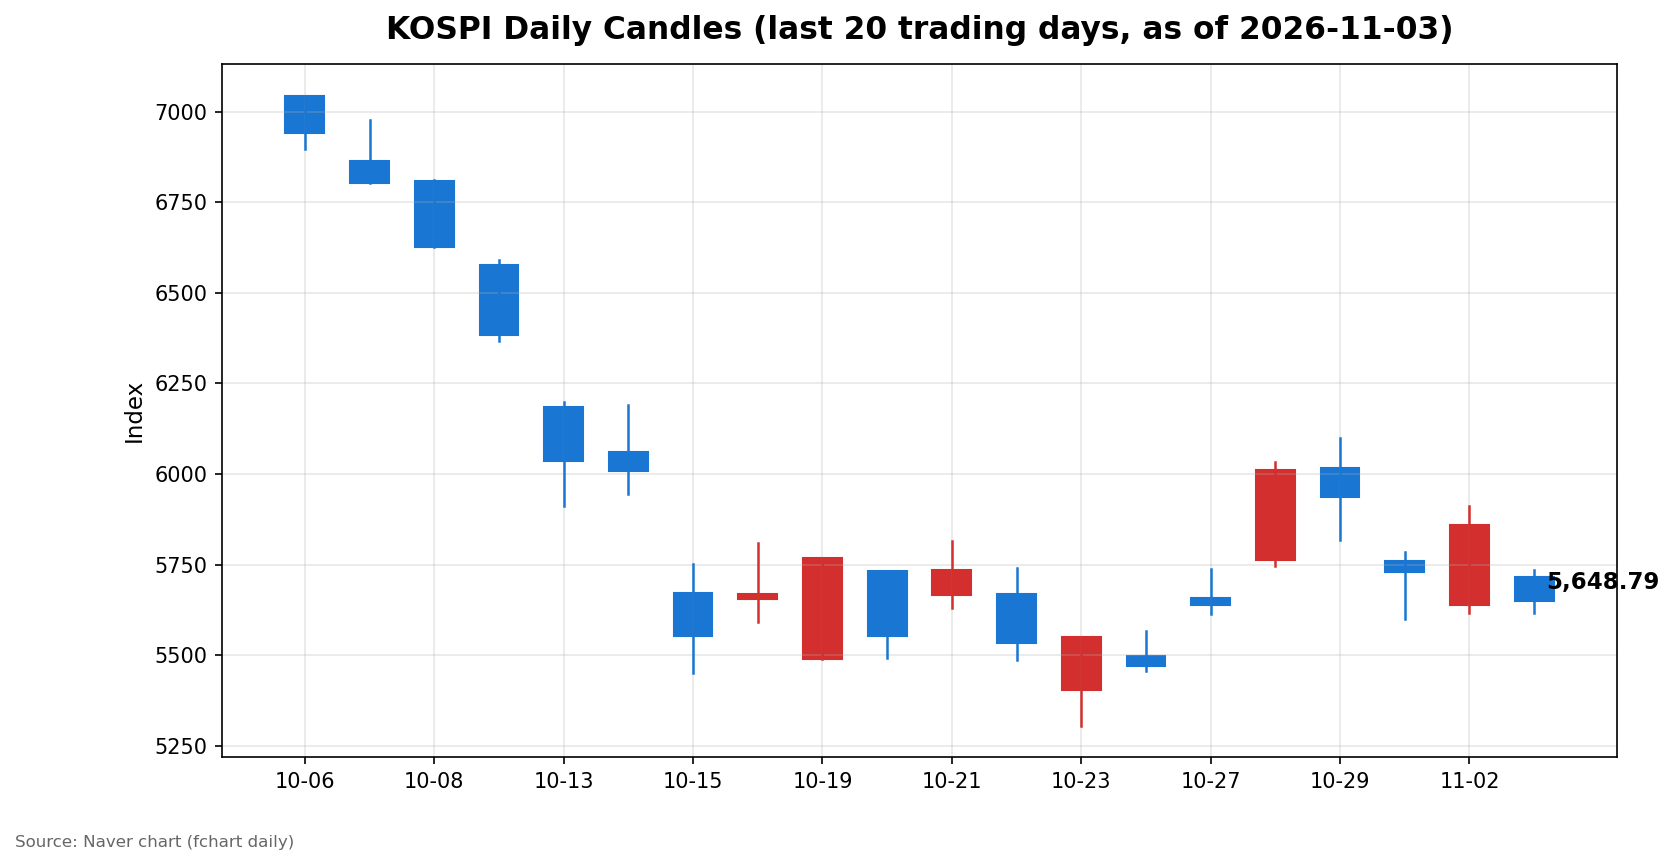 KOSPI Daily Candles (last 20 trading days, as of 2026-11-03)
Index
7000
6750
6500
6250
6000
5750
5500
5250
5,648.79
10-06 10-08 10-13 10-15 10-19 10-21 10-23 10-27 10-29 11-02
Source: Naver chart (fchart daily)